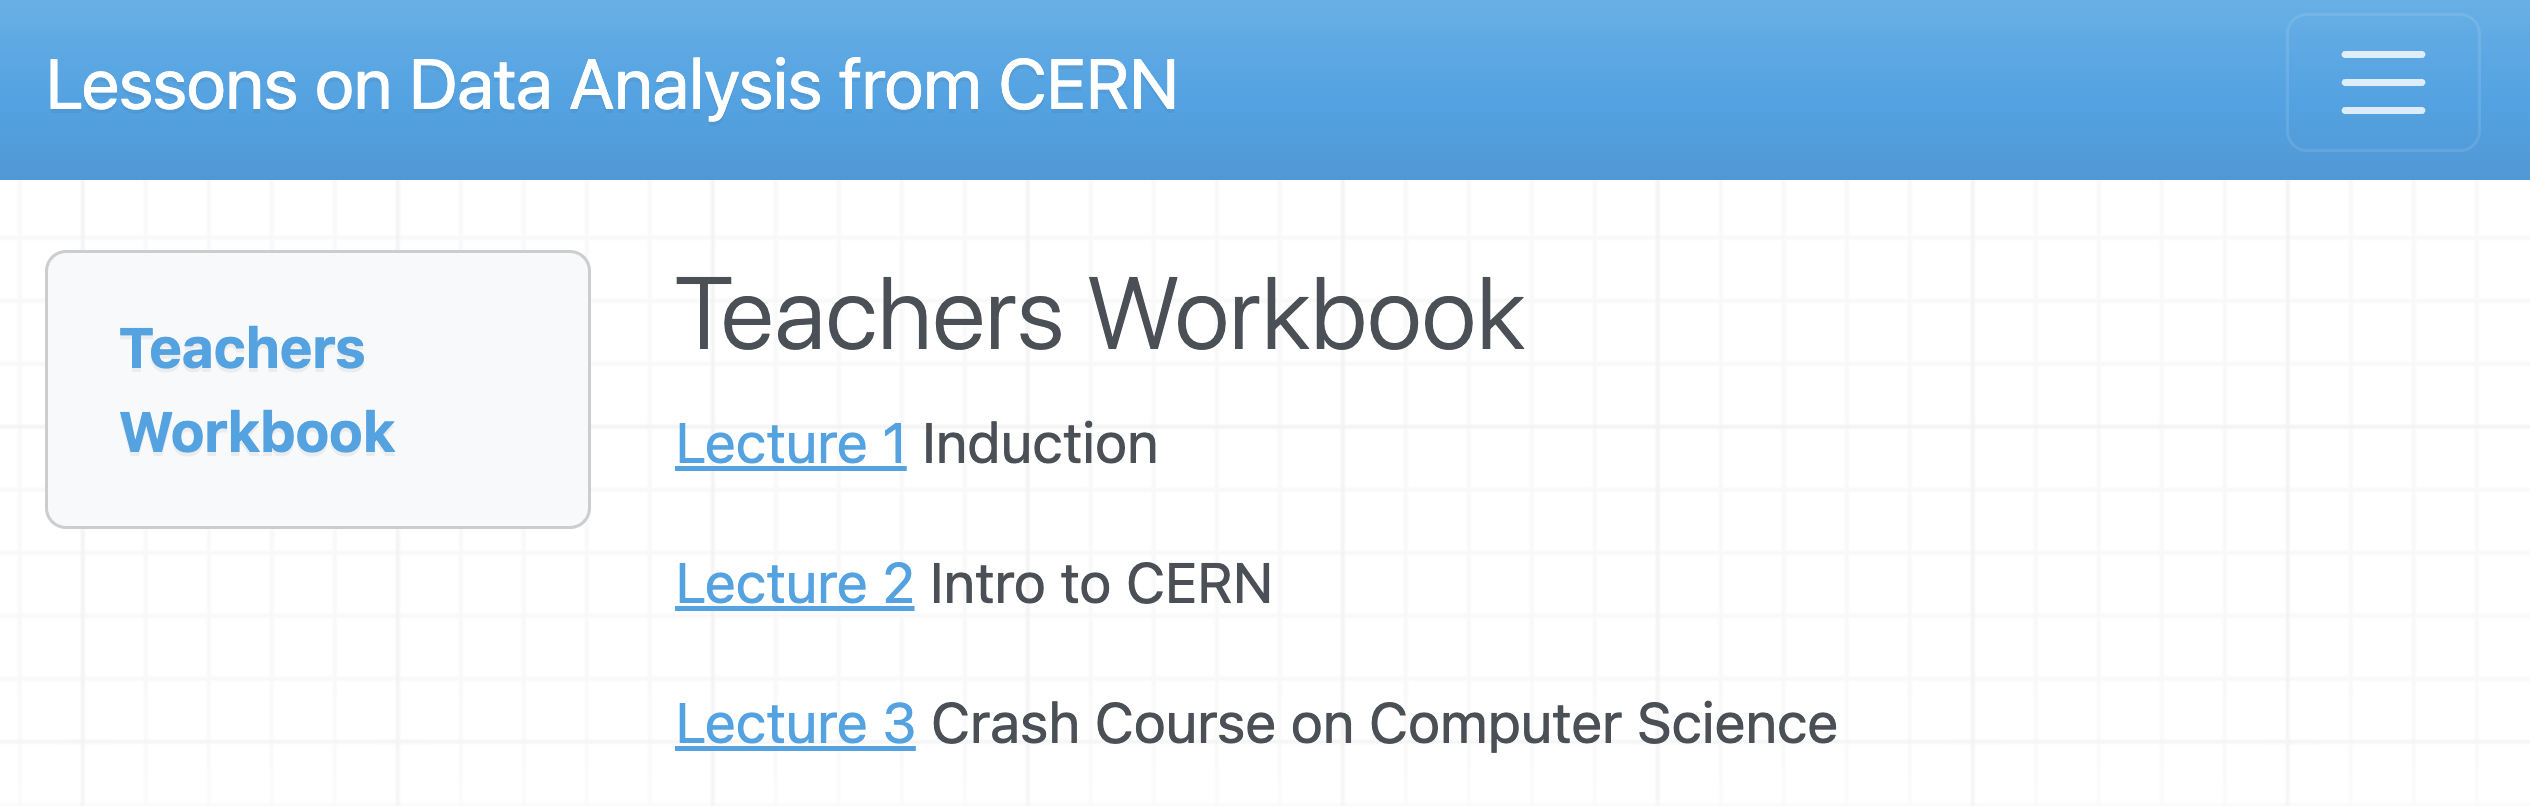 Lessons on Data Analysis from CERN
Teachers
Workbook
Teachers Workbook
Lecture 1 Induction
Lecture 2 Intro to CERN
Lecture 3 Crash Course on Computer Science